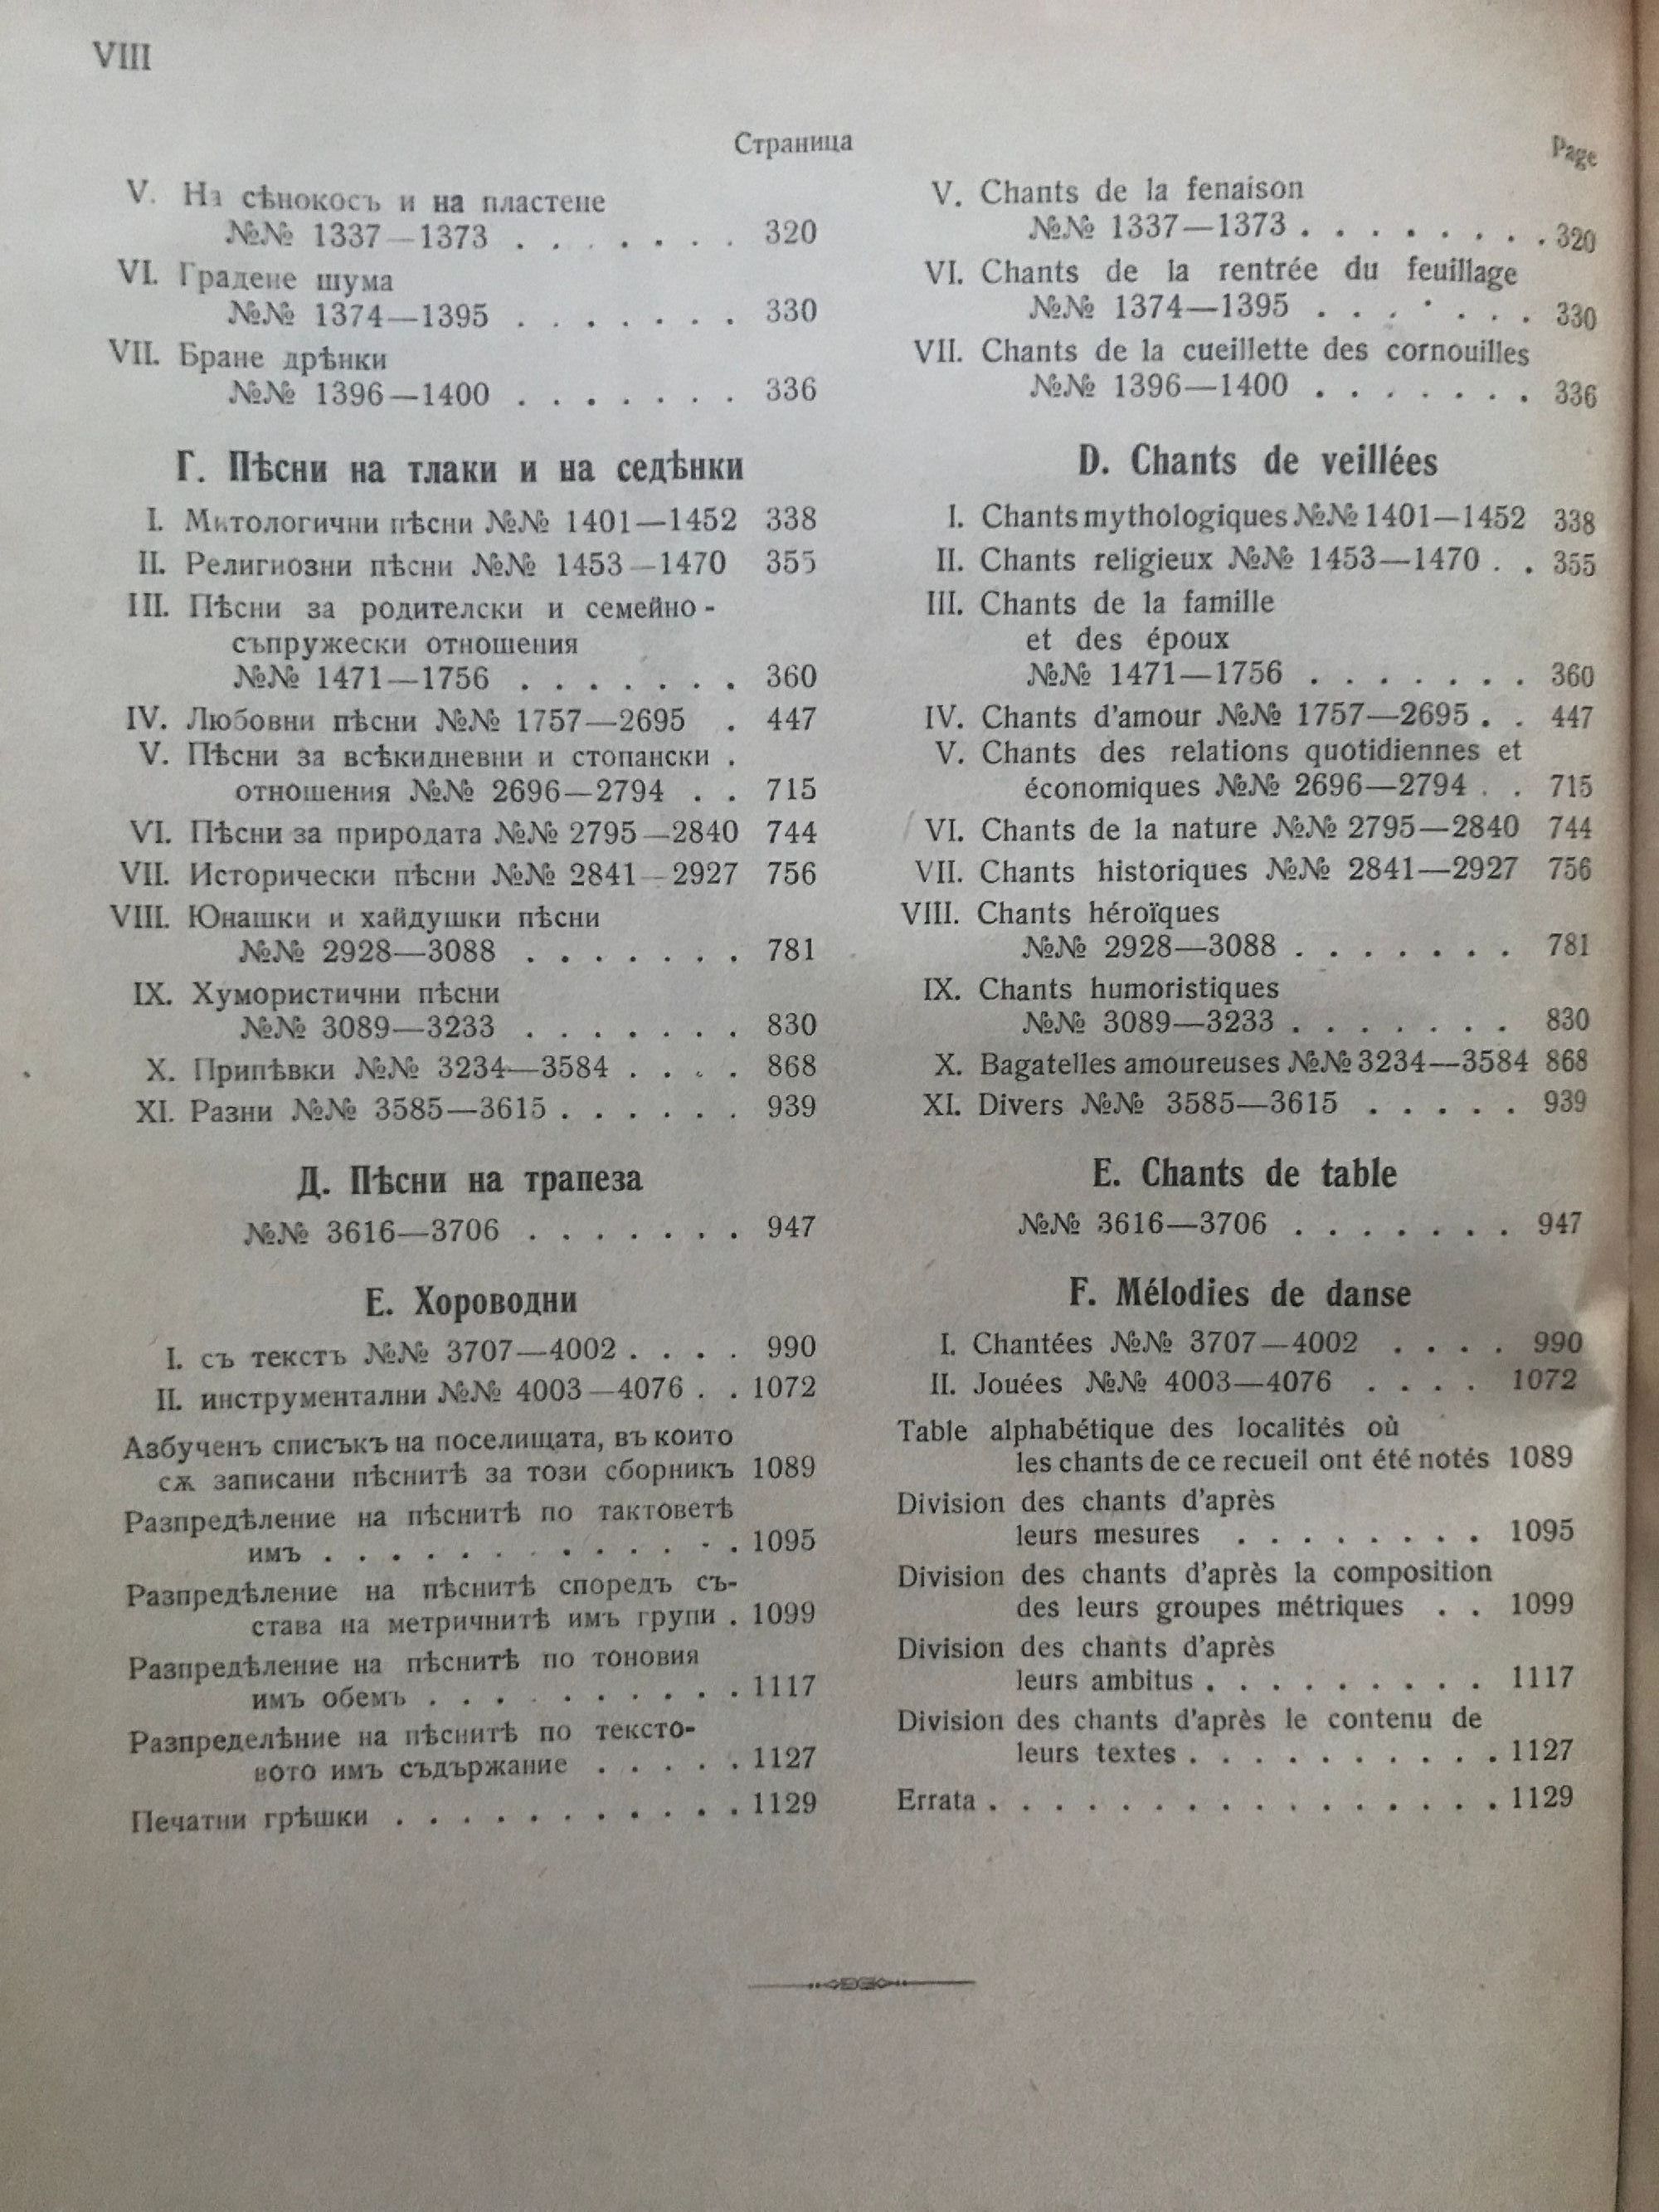 VIII
Страница
V. На сѣнокосъ и на пластене
№№ 1337—1373 . . . . . . . 320
VI. Градене шума
№№ 1374—1395 . . . . . . . 330
VII. Бране дрѣнки
№№ 1396—1400 . . . . . . . 336
Г. Пѣсни на тлаки и на седѣнки
I. Митологични пѣсни №№ 1401—1452 338
II. Религиозни пѣсни №№ 1453—1470 355
III. Пѣсни за родителски и семейно-
съпружески отношения
№№ 1471—1756 . . . . . . . 360
IV. Любовни пѣсни №№ 1757—2695 . 447
V. Пѣсни за всѣкидневни и стопански .
отношения №№ 2696—2794 . . 715
VI. Пѣсни за природата №№ 2795—2840 744
VII. Исторически пѣсни №№ 2841—2927 756
VIII. Юнашки и хайдушки пѣсни
№№ 2928—3088 . . . . . . . 781
IX. Хумористични пѣсни
№№ 3089—3233 . . . . . . . 830
X. Припѣвки №№ 3234—3584 . . . . 868
XI. Разни №№ 3585—3615 . . . . . . 939
Д. Пѣсни на трапеза
№№ 3616—3706 . . . . . . . 947
Е. Хороводни
I. съ текстъ №№ 3707—4002 . . . . 990
II. инструментални №№ 4003—4076 . . 1072
Азбученъ списъкъ на поселищата, въ които
сѫ записани пѣснитѣ за този сборникъ 1089
Разпредѣление на пѣснитѣ по тактоветѣ
имъ . . . . . . . . . . . . . 1095
Разпредѣление на пѣснитѣ споредъ съ-
става на метричнитѣ имъ групи . 1099
Разпредѣление на пѣснитѣ по тоновия
имъ обемъ . . . . . . . . . . 1117
Разпределѣние на пѣснитѣ по тексто-
вото имъ съдържание . . . . . 1127
Печатни грѣшки . . . . . . . . . . . 1129
Page
V. Chants de la fenaison
№№ 1337—1373 . . . . . . . . 320
VI. Chants de la rentrée du feuillage
№№ 1374—1395 . . . . . . . 330
VII. Chants de la cueillette des cornouilles
№№ 1396—1400 . . . . . . . 336
D. Chants de veillées
I. Chants mythologiques №№ 1401—1452 338
II. Chants religieux №№ 1453—1470 . . 355
III. Chants de la famille
et des époux
№№ 1471—1756 . . . . . . . 360
IV. Chants d'amour №№ 1757—2695 . . 447
V. Chants des relations quotidiennes et
économiques №№ 2696—2794 . . 715
VI. Chants de la nature №№ 2795—2840 744
VII. Chants historiques №№ 2841—2927 756
VIII. Chants héroïques
№№ 2928—3088 . . . . . . . 781
IX. Chants humoristiques
№№ 3089—3233 . . . . . . . 830
X. Bagatelles amoureuses №№ 3234—3584 868
XI. Divers №№ 3585—3615 . . . . . 939
E. Chants de table
№№ 3616—3706 . . . . . . . 947
F. Mélodies de danse
I. Chantées №№ 3707—4002 . . . . 990
II. Jouées №№ 4003—4076 . . . . 1072
Table alphabétique des localités où
les chants de ce recueil ont été notés 1089
Division des chants d'après
leurs mesures . . . . . . . . 1095
Division des chants d'après la composition
des leurs groupes métriques . . 1099
Division des chants d'après
leurs ambitus . . . . . . . . . 1117
Division des chants d'après le contenu de
leurs textes . . . . . . . . . . 1127
Errata . . . . . . . . . . . . . . . . 1129